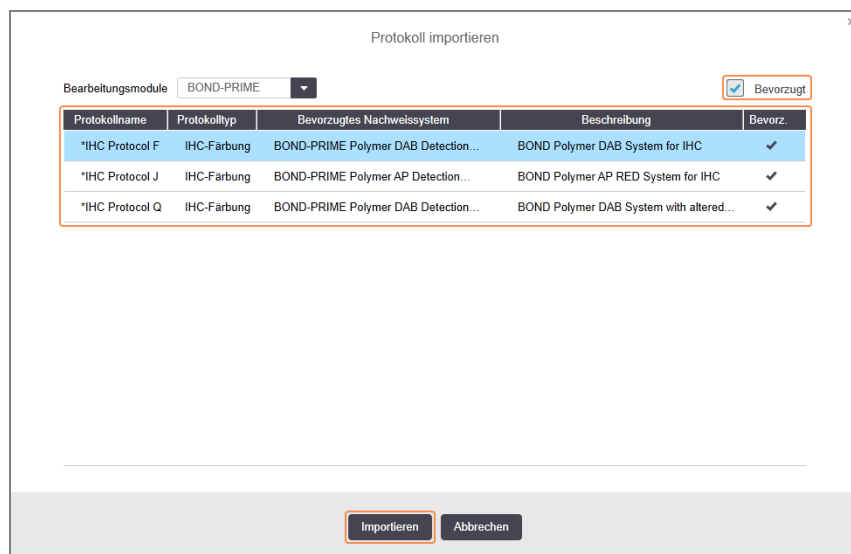 Protokoll importieren
Bearbeitungsmodule BOND-PRIME Bevorzugt
Protokollname Protokolltyp Bevorzugtes Nachweissystem Beschreibung Bevorz.
*IHC Protocol F IHC-Färbung BOND-PRIME Polymer DAB Detection... BOND Polymer DAB System for IHC
*IHC Protocol J IHC-Färbung BOND-PRIME Polymer AP Detection... BOND Polymer AP RED System for IHC
*IHC Protocol Q IHC-Färbung BOND-PRIME Polymer DAB Detection... BOND Polymer DAB System with altered...
Importieren Abbrechen